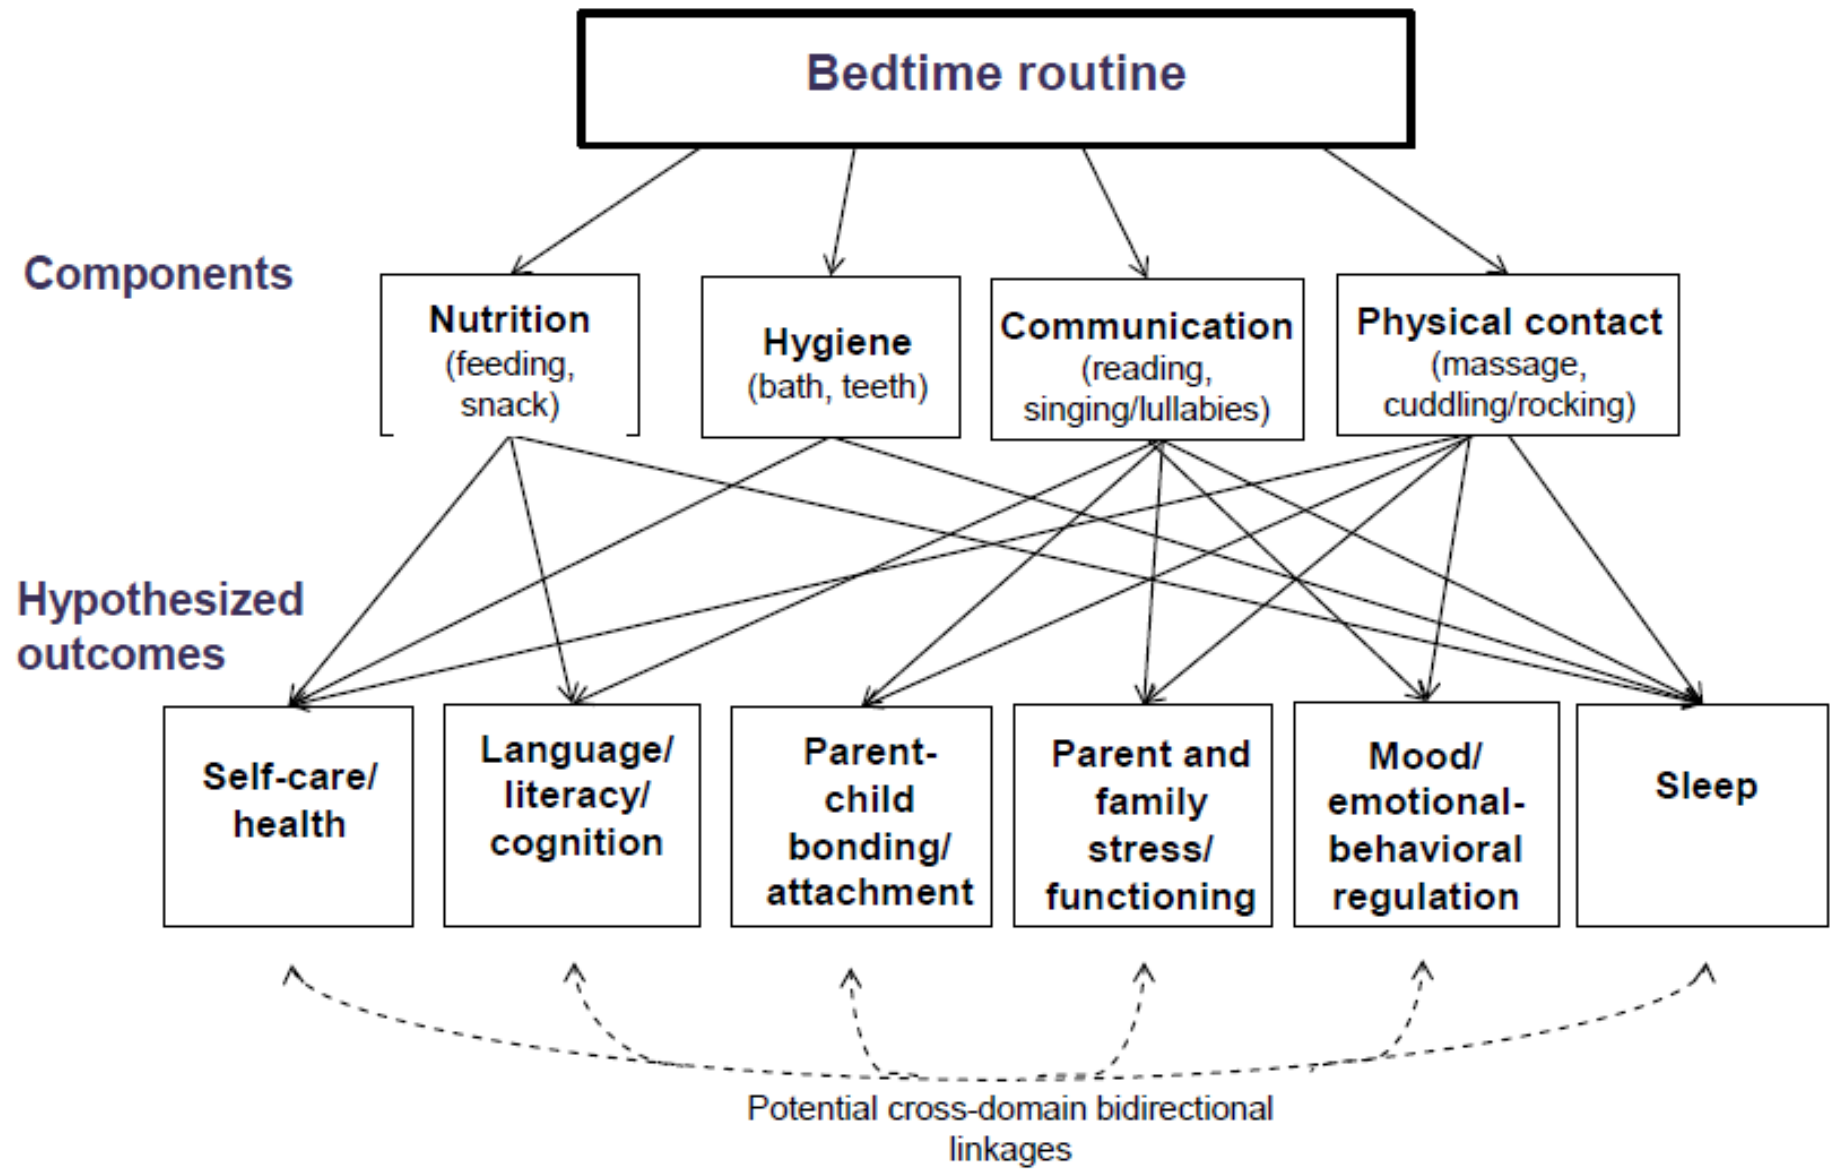 Bedtime routine
Components
Nutrition
(feeding,
snack)
Hygiene
(bath, teeth)
Communication
(reading,
singing/lullabies)
Physical contact
(massage,
cuddling/rocking)
Hypothesized
outcomes
Self-care/
health
Language/
literacy/
cognition
Parent-
child
bonding/
attachment
Parent and
family
stress/
functioning
Mood/
emotional-
behavioral
regulation
Sleep
Potential cross-domain bidirectional
linkages